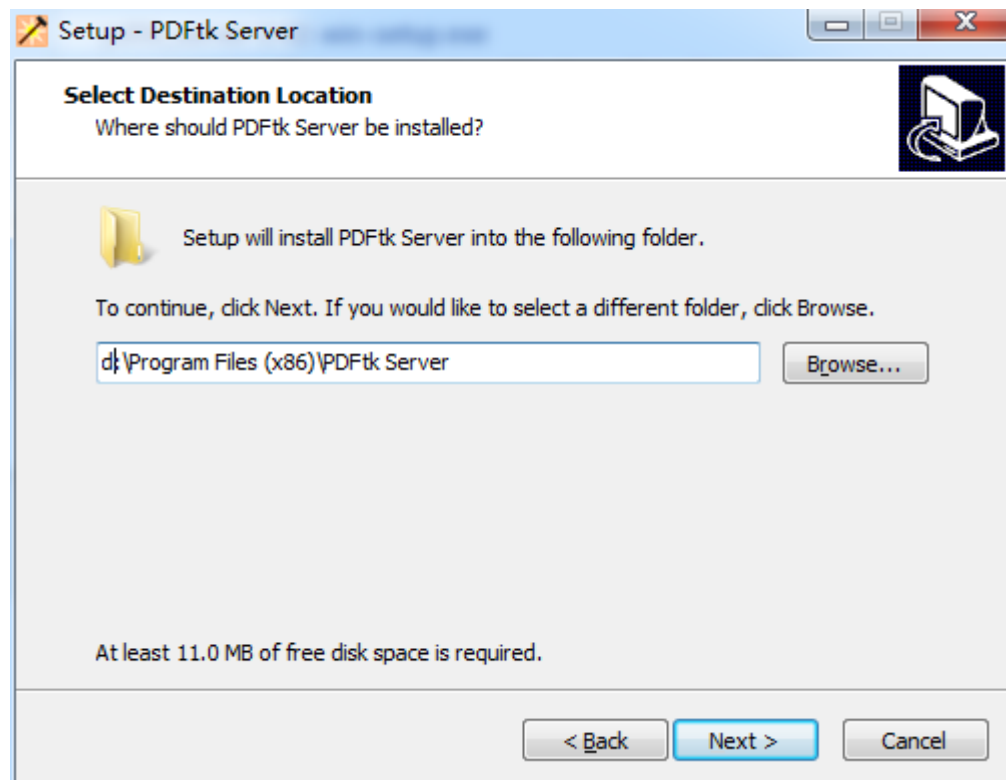 Setup - PDFtk Server
Select Destination Location
Where should PDFtk Server be installed?
Setup will install PDFtk Server into the following folder.
To continue, click Next. If you would like to select a different folder, click Browse.
d:\Program Files (x86)\PDFtk Server
Browse...
At least 11.0 MB of free disk space is required.
< Back
Next >
Cancel